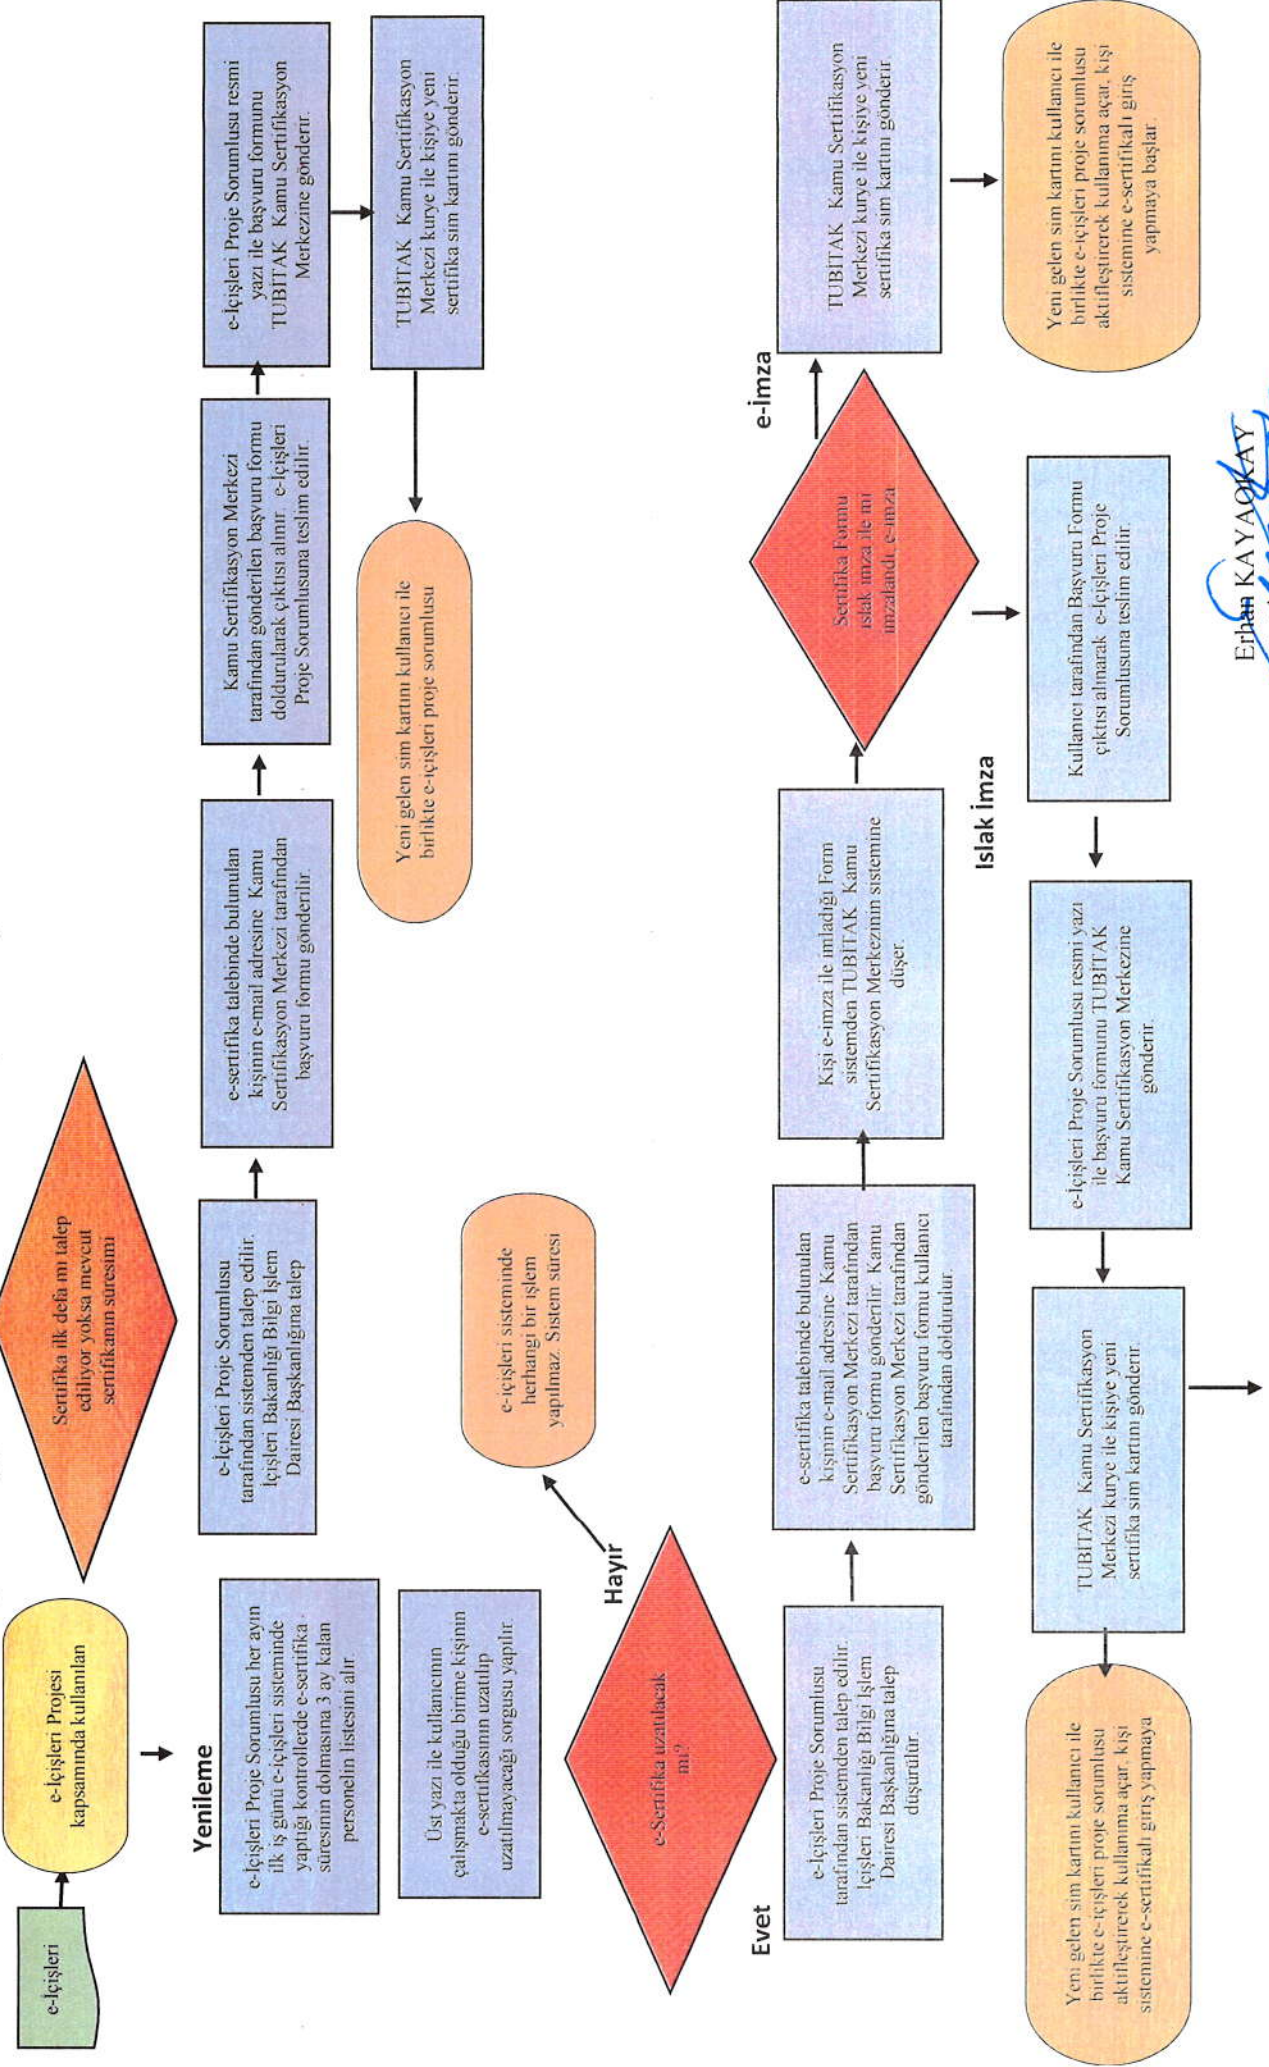 e-İçişleri
e-İçişleri Projesi
kapsamında kullanılan
Sertifika ilk defa mı talep
ediliyor yoksa mevcut
sertifikanın süresimi
e-İçişleri Proje Sorumlusu
tarafından sistemden talep edilir.
İçişleri Bakanlığı Bilgi İşlem
Dairesi Başkanlığına talep
e-sertifika talebinde bulunulan
kişinin e-mail adresine Kamu
Sertifikasyon Merkezi tarafından
başvuru formu gönderilir.
Kamu Sertifikasyon Merkezi
tarafından gönderilen başvuru formu
doldurularak çıktısı alınır e-İçişleri
Proje Sorumlusuna teslim edilir.
e-İçişleri Proje Sorumlusu resmi
yazı ile başvuru formunu
TUBİTAK Kamu Sertifikasyon
Merkezine gönderir.
TUBİTAK Kamu Sertifikasyon
Merkezi kurye ile kişiye yeni
sertifika sim kartını gönderir.
Yeni gelen sim kartını kullanıcı ile
birlikte e-içişleri proje sorumlusu
Yenileme
e-İçişleri Proje Sorumlusu her ayın
ilk iş günü e-içişleri sisteminde
yaptığı kontrollerde e-sertifika
süresinin dolmasına 3 ay kalan
personelin listesini alır.
Üst yazı ile kullanıcının
çalışmakta olduğu birime kişinin
e-sertifkasının uzatılıp
uzatılmayacağı sorgusu yapılır.
e-Sertifika uzatılacak
mı?
Hayır
e-içişleri sisteminde
herhangi bir işlem
yapılmaz. Sistem süresi
Evet
e-İçişleri Proje Sorumlusu
tarafından sistemden talep edilir.
İçişleri Bakanlığı Bilgi İşlem
Dairesi Başkanlığına talep
düşürülür.
e-sertifika talebinde bulunulan
kişinin e-mail adresine Kamu
Sertifikasyon Merkezi tarafından
başvuru formu gönderilir. Kamu
Sertifikasyon Merkezi tarafından
gönderilen başvuru formu kullanıcı
tarafından doldurulur.
Kişi e-imza ile imladığı Form
sistemden TUBİTAK Kamu
Sertifikasyon Merkezinin sistemine
düşer.
Sertifika Formu
ıslak imza ile mi
imzalandı, e-imza
e-İmza
TUBİTAK Kamu Sertifikasyon
Merkezi kurye ile kişiye yeni
sertifika sim kartını gönderir
Yeni gelen sim kartını kullanıcı ile
birlikte e-içişleri proje sorumlusu
aktifleştirerek kullanıma açar, kişi
sistemine e-sertifikalı giriş
yapmaya başlar.
Islak İmza
Kullanıcı tarafından Başvuru Formu
çıktısı alınarak e-İçişleri Proje
Sorumlusuna teslim edilir.
e-İçişleri Proje Sorumlusu resmi yazı
ile başvuru formunu TUBİTAK
Kamu Sertifikasyon Merkezine
gönderir.
TUBİTAK Kamu Sertifikasyon
Merkezi kurye ile kişiye yeni
sertifika sim kartını gönderir.
Yeni gelen sim kartını kullanıcı ile
birlikte e-içişleri proje sorumlusu
aktifleştirerek kullanıma açar, kişi
sistemine e-sertifikalı giriş yapmaya
Erhan KAYAOKAY